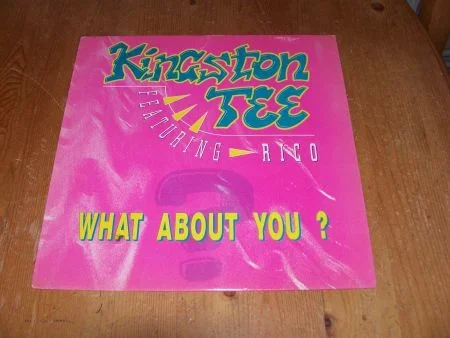 Kingston
TEE
FEATURING RICO
WHAT ABOUT YOU ?